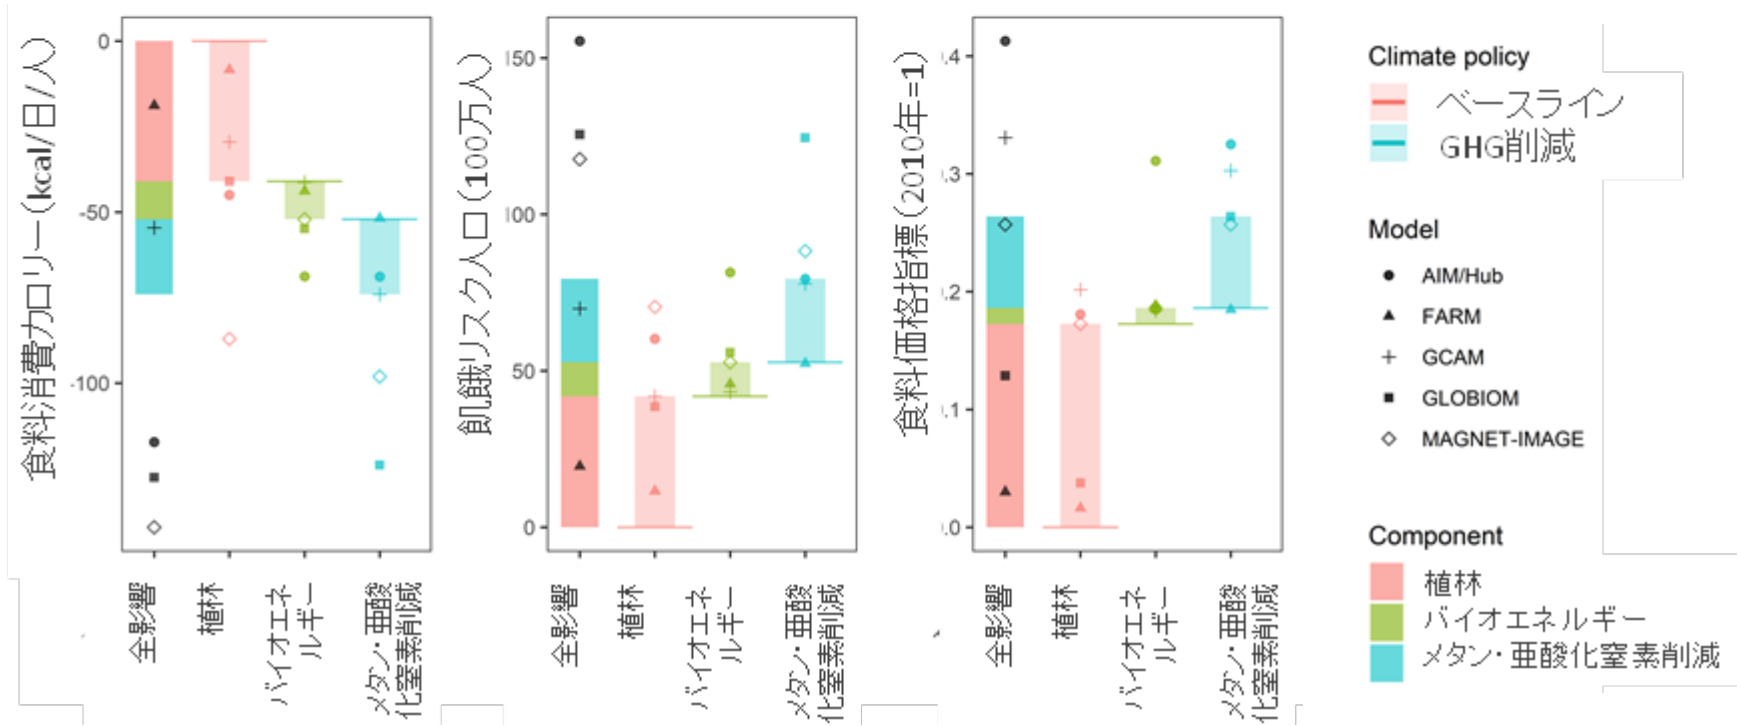 食料消費カロリー(kcal/日/人)
0
-50
-100
全影響
植林
バイオエネ
ルギー
メタン・亜酸
化窒素削減
飢餓リスク人口(100万人)
150
100
50
0
全影響
植林
バイオエネ
ルギー
メタン・亜酸
化窒素削減
食料価格指標(2010年=1)
.4
.3
.2
.1
.0
全影響
植林
バイオエネ
ルギー
メタン・亜酸
化窒素削減
Climate policy
ベースライン
GHG削減
Model
AIM/Hub
FARM
GCAM
GLOBIOM
MAGNET-IMAGE
Component
植林
バイオエネルギー
メタン・亜酸化窒素削減